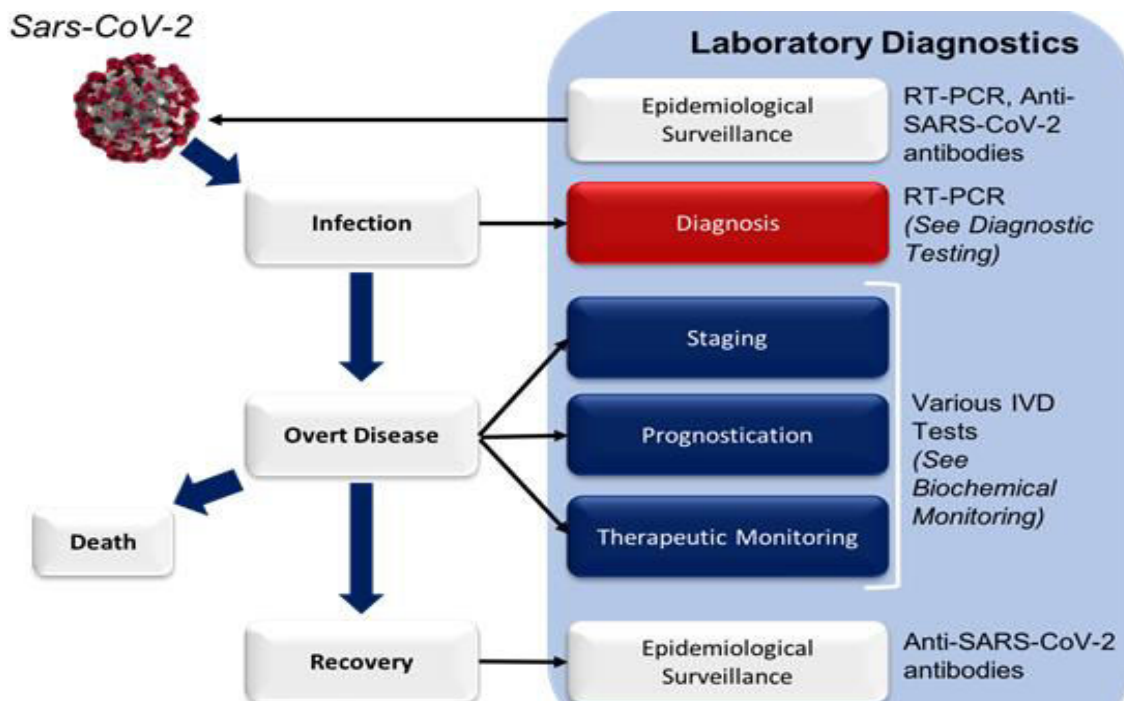 Sars-CoV-2
Laboratory Diagnostics
Epidemiological
Surveillance
RT-PCR, Anti-
SARS-CoV-2
antibodies
Infection
Diagnosis
RT-PCR
(See Diagnostic
Testing)
Staging
Overt Disease
Prognostication
Various IVD
Tests
(See
Biochemical
Monitoring)
Death
Therapeutic Monitoring
Recovery
Epidemiological
Surveillance
Anti-SARS-CoV-2
antibodies